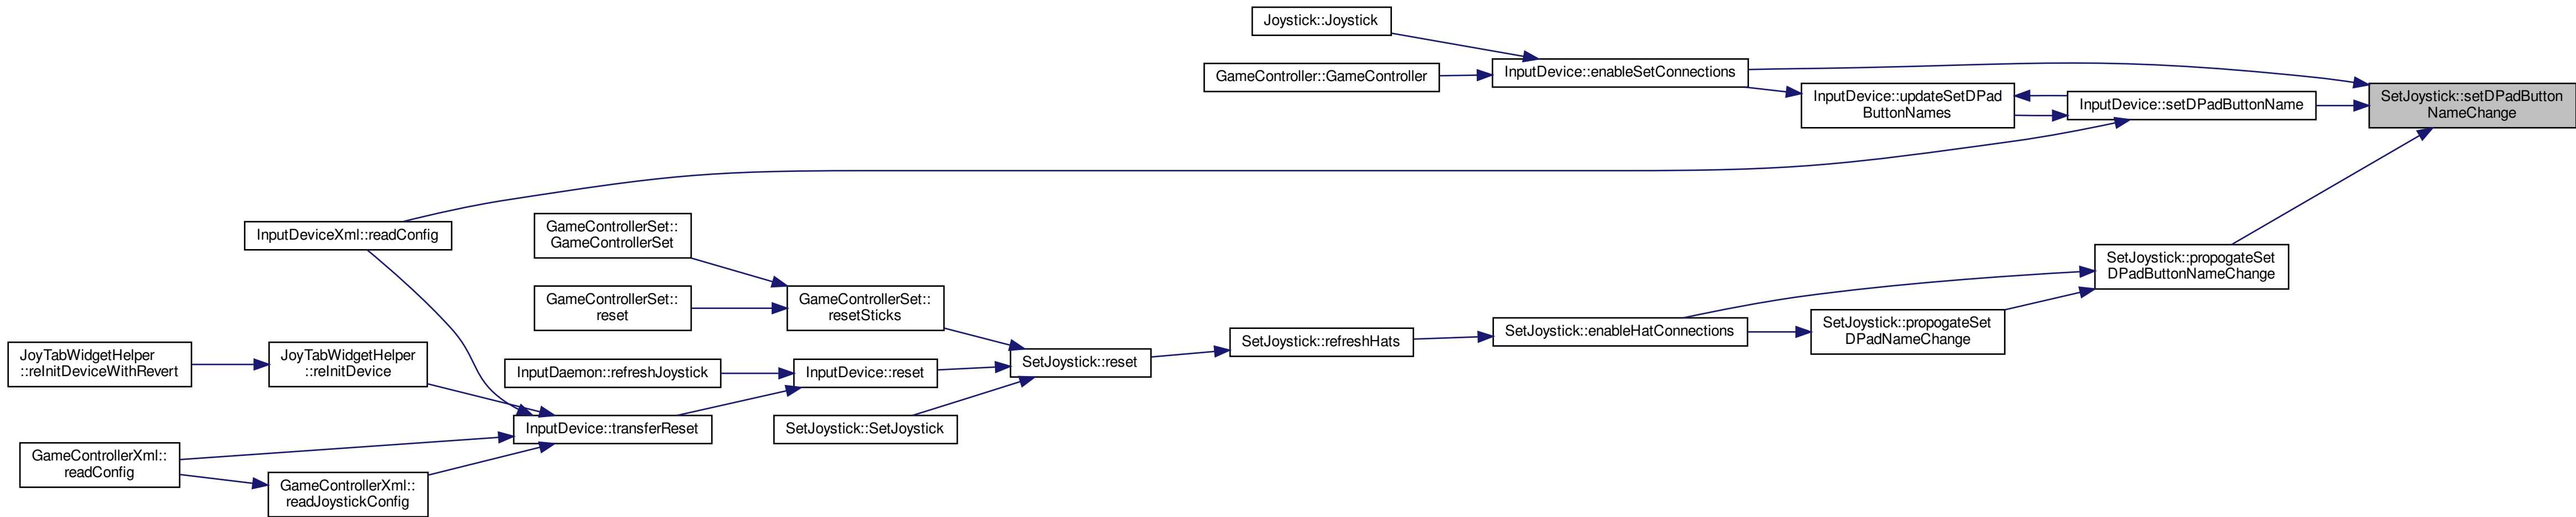 Joystick::Joystick
GameController::GameController
InputDevice::enableSetConnections
InputDevice::updateSetDPad
ButtonNames
InputDevice::setDPadButtonName
SetJoystick::setDPadButton
NameChange
InputDeviceXml::readConfig
GameControllerSet::
GameControllerSet
GameControllerSet::
reset
GameControllerSet::
resetSticks
SetJoystick::propogateSet
DPadButtonNameChange
SetJoystick::propogateSet
DPadNameChange
SetJoystick::enableHatConnections
SetJoystick::refreshHats
SetJoystick::reset
JoyTabWidgetHelper
::reInitDeviceWithRevert
JoyTabWidgetHelper
::reInitDevice
InputDaemon::refreshJoystick
InputDevice::reset
InputDevice::transferReset
SetJoystick::SetJoystick
GameControllerXml::
readConfig
GameControllerXml::
readJoystickConfig